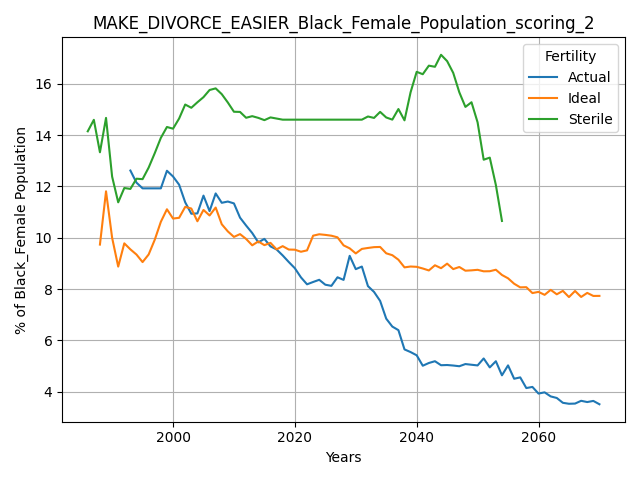 MAKE_DIVORCE_EASIER_Black_Female_Population_scoring_2
Fertility
Actual
Ideal
Sterile
% of Black_Female Population
16
14
12
10
8
6
4
2000
2020
2040
2060
Years